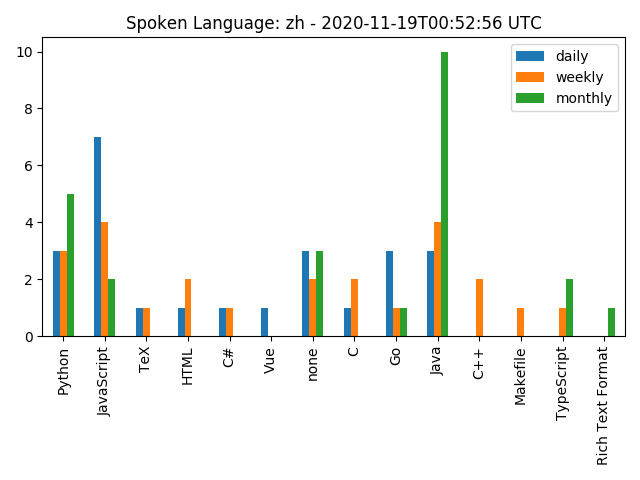 Spoken Language: zh - 2020-11-19T00:52:56 UTC
daily
weekly
monthly
10
8
6
4
2
0
Python
JavaScript
TeX
HTML
C#
Vue
none
C
Go
Java
C++
Makefile
TypeScript
Rich Text Format